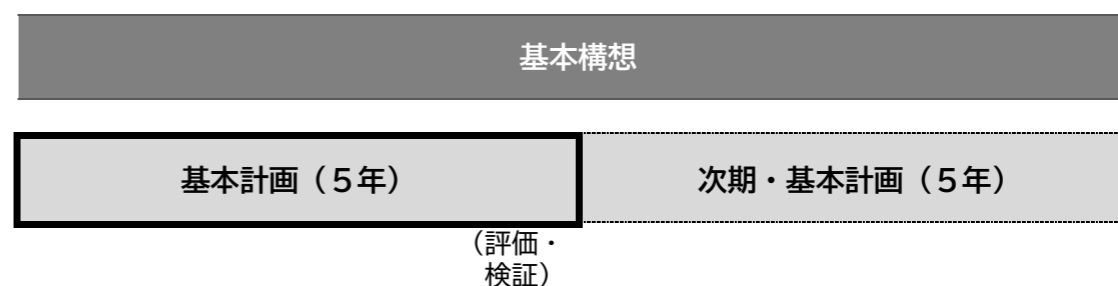 基本構想
基本計画（５年）
次期・基本計画（５年）
（評価・
検証）